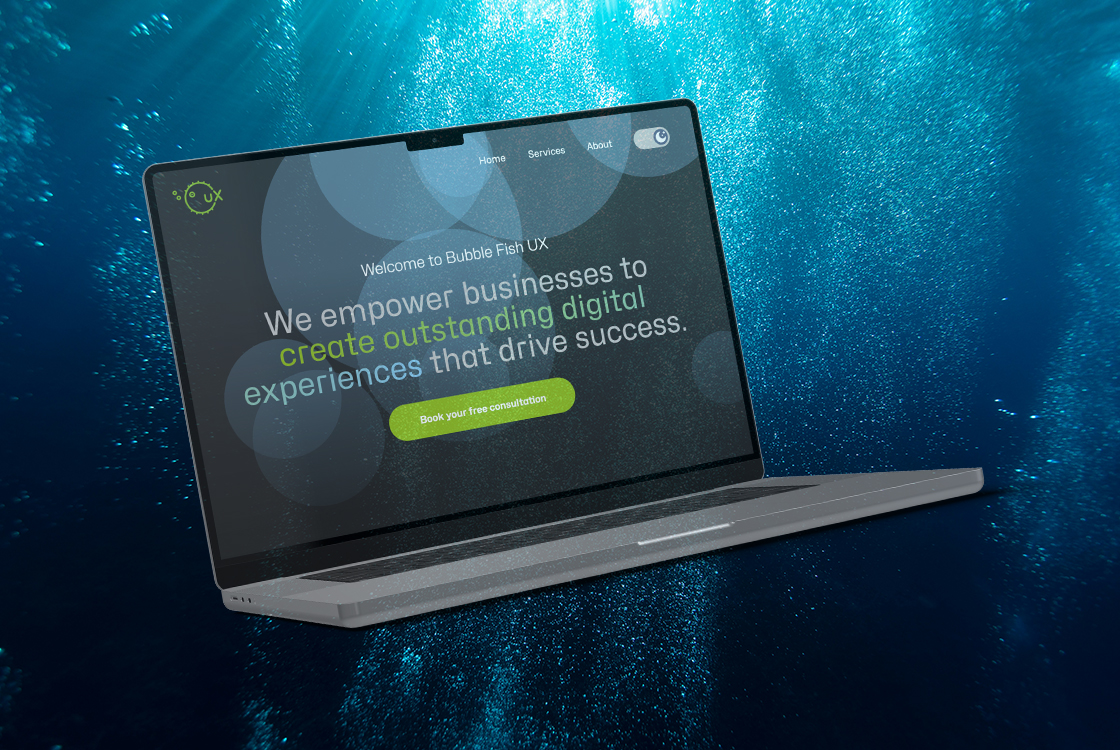 UX
Home Services About
Welcome to Bubble Fish UX
We empower businesses to
create outstanding digital
experiences that drive success.
Book your free consultation